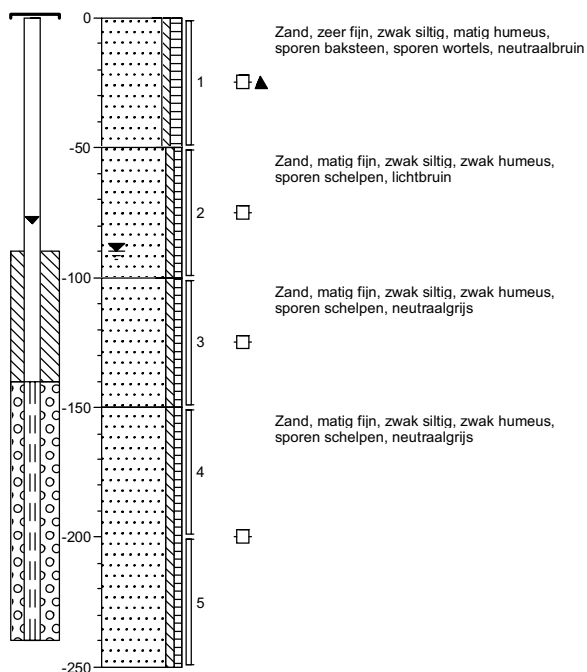 0
Zand, zeer fijn, zwak siltig, matig humeus,
sporen baksteen, sporen wortels, neutraalbruin
1
-50
Zand, matig fijn, zwak siltig, zwak humeus,
sporen schelpen, lichtbruin
2
-100
Zand, matig fijn, zwak siltig, zwak humeus,
sporen schelpen, neutraalgrijs
3
-150
Zand, matig fijn, zwak siltig, zwak humeus,
sporen schelpen, neutraalgrijs
4
-200
5
-250